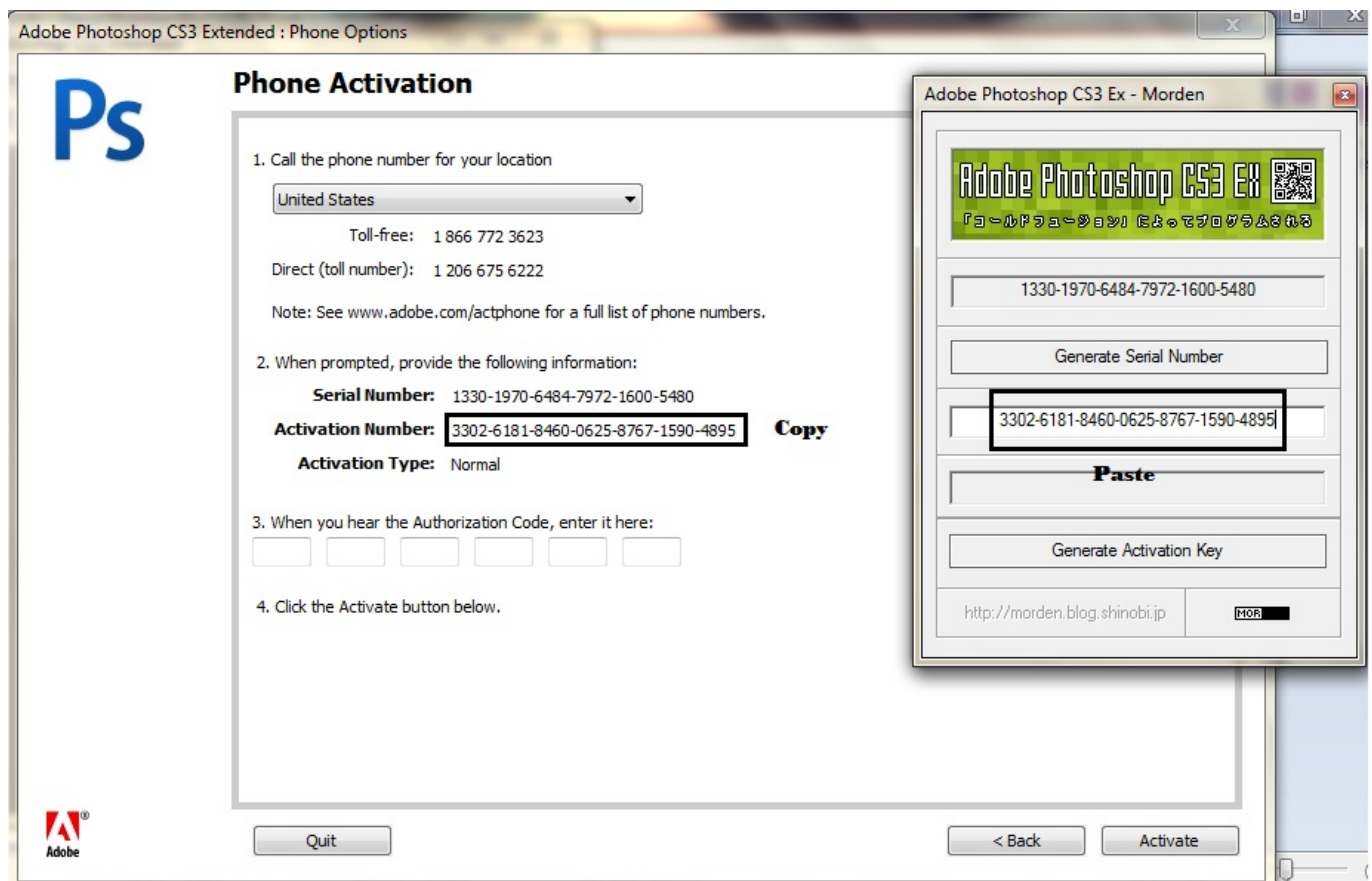 Adobe Photoshop CS3 Extended : Phone Options
Ps
Phone Activation
1. Call the phone number for your location
United States
Toll-free: 1 866 772 3623
Direct (toll number): 1 206 675 6222
Note: See www.adobe.com/actphone for a full list of phone numbers.
2. When prompted, provide the following information:
Serial Number: 1330-1970-6484-7972-1600-5480
Activation Number: 3302-6181-8460-0625-8767-1590-4895 Copy
Activation Type: Normal
3. When you hear the Authorization Code, enter it here:
4. Click the Activate button below.
Adobe
Quit
< Back
Activate
Adobe Photoshop CS3 Ex - Morden
Adobe Photoshop CS3 EX
「コールドフュージョン」によってプログラムされる
1330-1970-6484-7972-1600-5480
Generate Serial Number
3302-6181-8460-0625-8767-1590-4895
Paste
Generate Activation Key
http://morden.blog.shinobi.jp
MOR